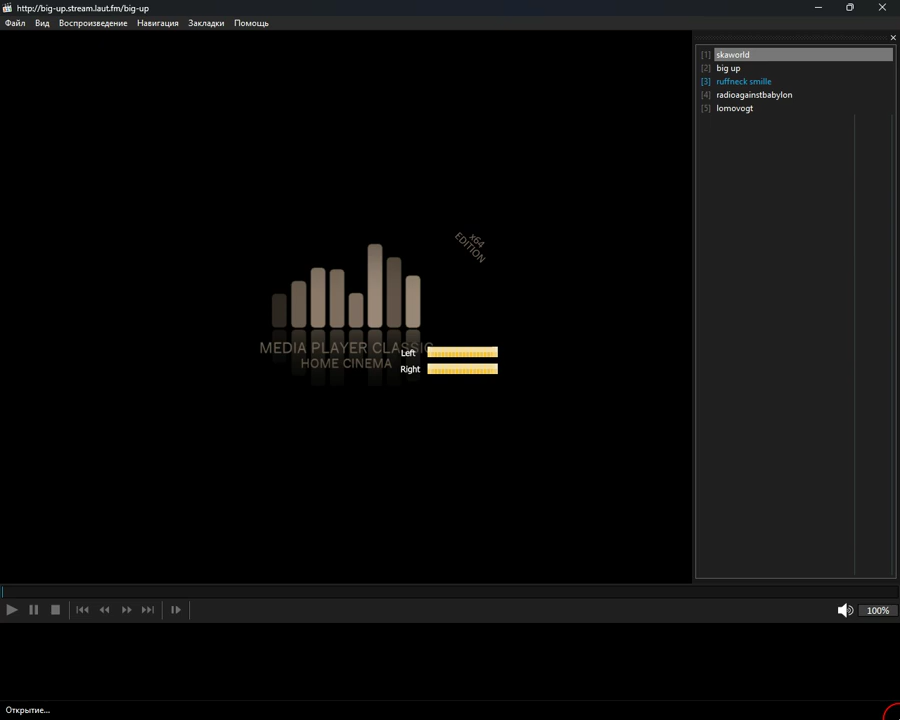 http://big-up.stream.laut.fm/big-up
Файл Вид Воспроизведение Навигация Закладки Помощь
[1] skaworld
[2] big up
[3] ruffneck smille
[4] radioagainstbabylon
[5] lomovogt
x64
EDITION
MEDIA PLAYER CLASSIC
HOME CINEMA
Left
Right
100%
Открытие...